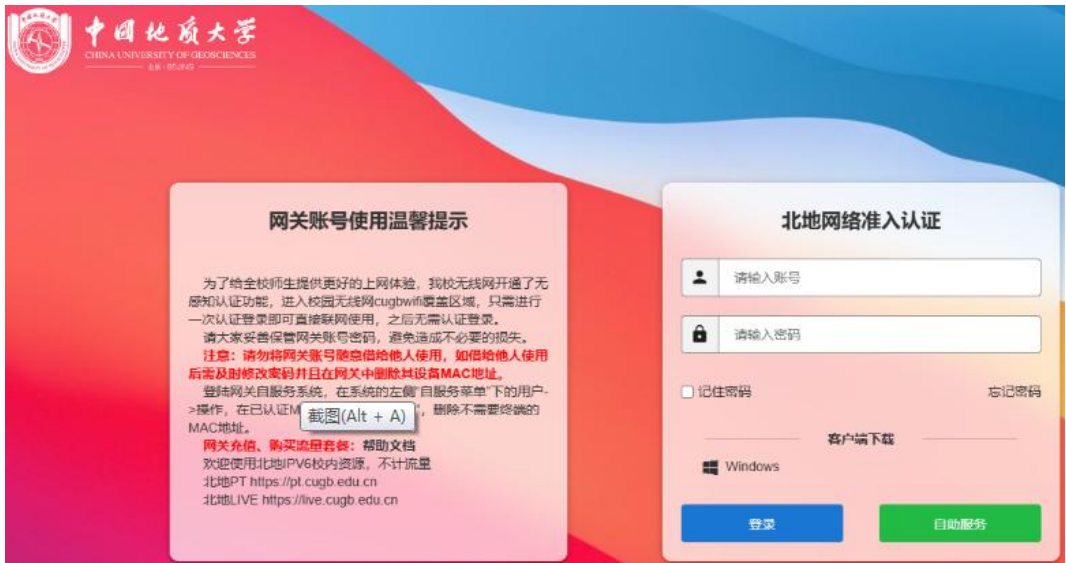 中国地质大学
CHINA UNIVERSITY OF GEOSCIENCES
北京 · BEIJING
网关账号使用温馨提示
为了给全校师生提供更好的上网体验，我校无线网开通了无
感知认证功能，进入校园无线网cugbwifi覆盖区域，只需进行
一次认证登录即可直接联网使用，之后无需认证登录。
请大家妥善保管网关账号密码，避免造成不必要的损失。
注意：请勿将网关账号随意借给他人使用，如借给他人使用
后需及时修改密码并且在网关中删除其设备MAC地址。
登陆网关自服务系统，在系统的左侧“自服务菜单”下的用户-
>操作，在已认证M
截图(Alt + A)
，删除不需要终端的
MAC地址。
网关充值、购买流量套餐：帮助文档
欢迎使用北地IPV6校内资源，不计流量
北地PT https://pt.cugb.edu.cn
北地LIVE https://live.cugb.edu.cn
北地网络准入认证
请输入账号
请输入密码
记住密码
忘记密码
客户端下载
Windows
登录
自助服务